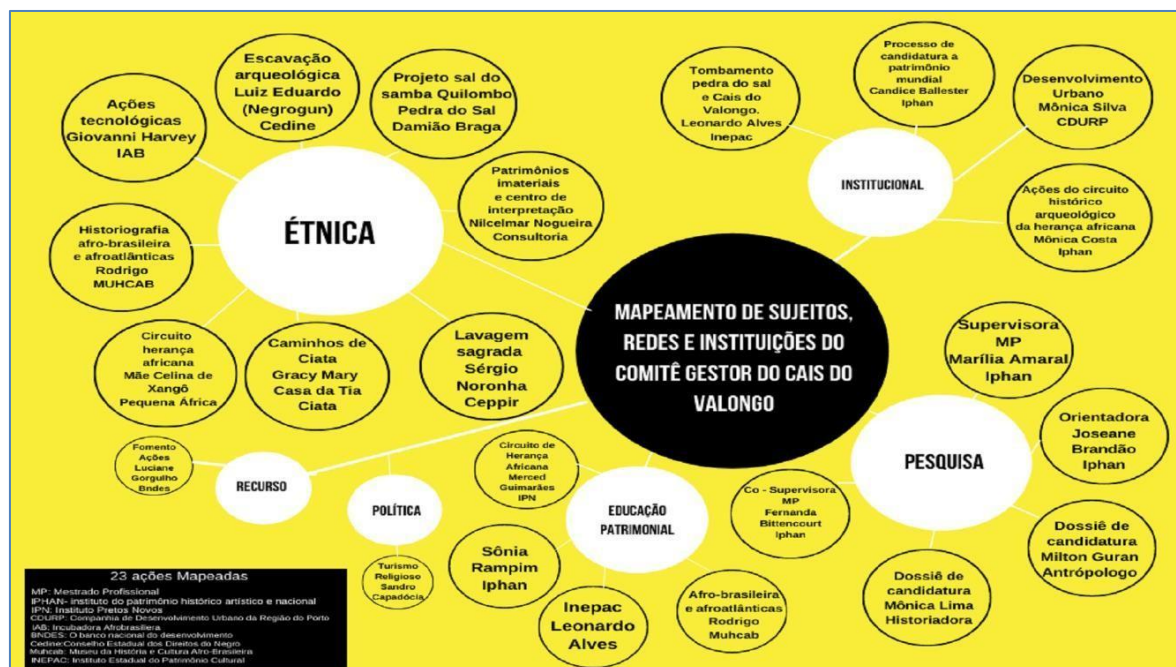 Ações
tecnológicas
Giovanni Harvey
IAB
Escavação
arqueológica
Luiz Eduardo
(Negrogun)
Cedine
Projeto sal do
samba Quilombo
Pedra do Sal
Damião Braga
Patrimônios
imateriais
e centro de
interpretação
Nilcelmar Nogueira
Consultoria
ÉTNICA
Historiografia
afro-brasileira
e afroatlânticas
Rodrigo
MUHCAB
Circuito
herança
africana
Mãe Celina de
Xangô
Pequena África
Caminhos de
Ciata
Gracy Mary
Casa da Tia
Ciata
Lavagem
sagrada
Sérgio
Noronha
Ceppir
Tombamento
pedra do sal
e Cais do
Valongo.
Leonardo Alves
Inepac
Processo de
candidatura a
patrimônio
mundial
Candice Ballester
Iphan
Desenvolvimento
Urbano
Mônica Silva
CDURP
INSTITUCIONAL
Ações do circuito
histórico
arqueológico
da herança africana
Mônica Costa
Iphan
MAPEAMENTO DE SUJEITOS,
REDES E INSTITUIÇÕES DO
COMITÊ GESTOR DO CAIS DO
VALONGO
Supervisora
MP
Marília Amaral
Iphan
Orientadora
Joseane
Brandão
Iphan
PESQUISA
Co - Supervisora
MP
Fernanda
Bittencourt
Iphan
Dossiê de
candidatura
Mônica Lima
Historiadora
Dossiê de
candidatura
Milton Guran
Antrópologo
Fomento
Ações
Luciane
Gorgulho
Bndes
RECURSO
POLÍTICA
Turismo
Religioso
Sandro
Capadócia
Circuito de
Herança
Africana
Merced
Guimarães
IPN
EDUCAÇÃO
PATRIMONIAL
Sônia
Rampim
Iphan
Inepac
Leonardo
Alves
Afro-brasileira
e afroatlânticas
Rodrigo
Muhcab
23 ações Mapeadas
MP: Mestrado Profissional
IPHAN- instituto do patrimônio histórico artístico e nacional
IPN: Instituto Pretos Novos
CDURP: Companhia de Desenvolvimento Urbano da Região do Porto
IAB: Incubadora Afrobrasileira
BNDES: O banco nacional do desenvolvimento
Cedine:Conselho Estadual dos Direitos do Negro
Muhcab: Museu da História e Cultura Afro-Brasileira
INEPAC: Instituto Estadual do Patrimônio Cultural